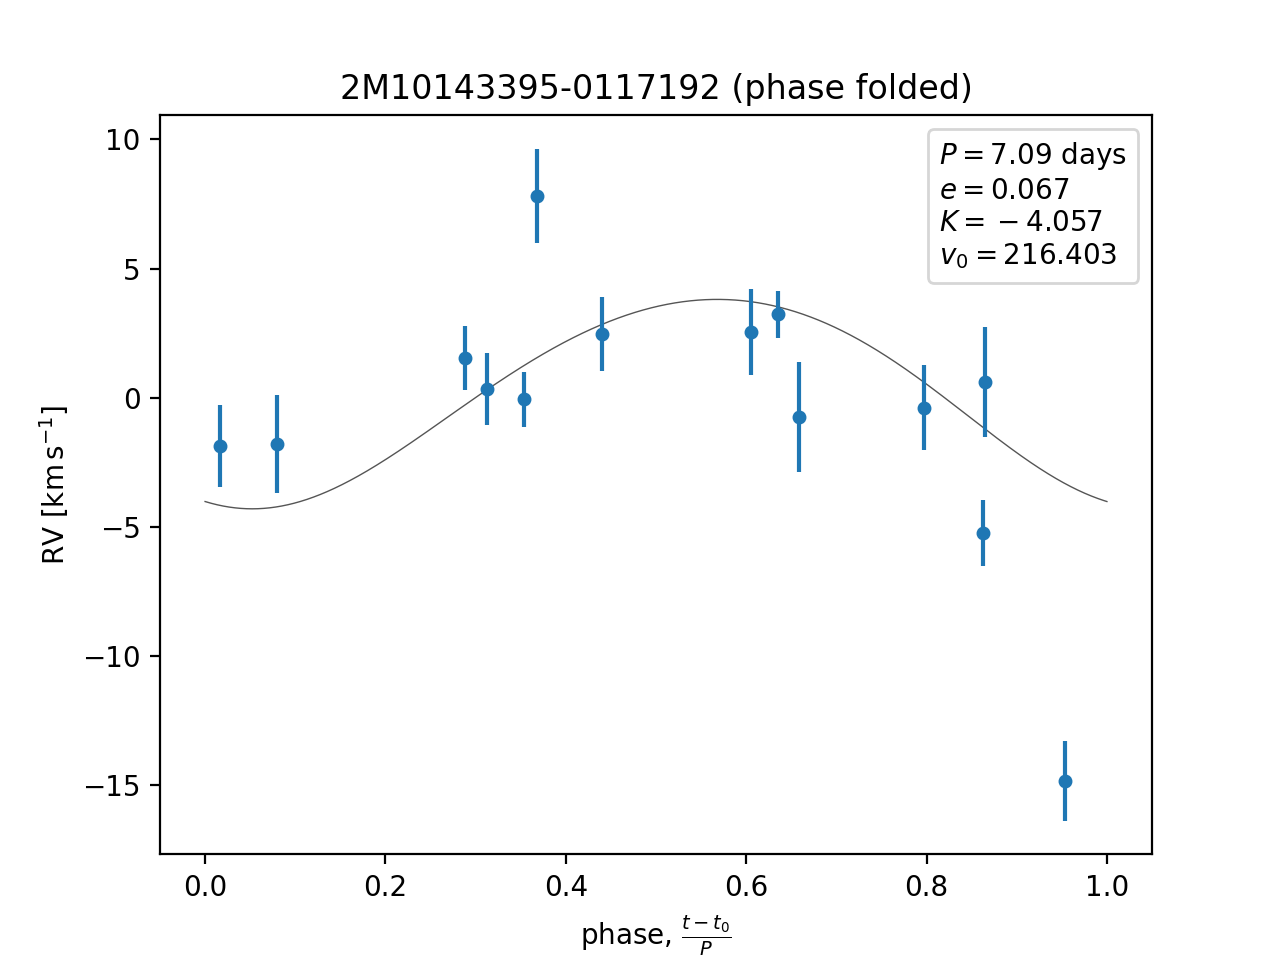 2M10143395-0117192 (phase folded)
P = 7.09 days
e = 0.067
K = −4.057
v₀ = 216.403
10
5
0
−5
−10
−15
RV [km s⁻¹]
0.0 0.2 0.4 0.6 0.8 1.0
phase, (t − t₀)/P